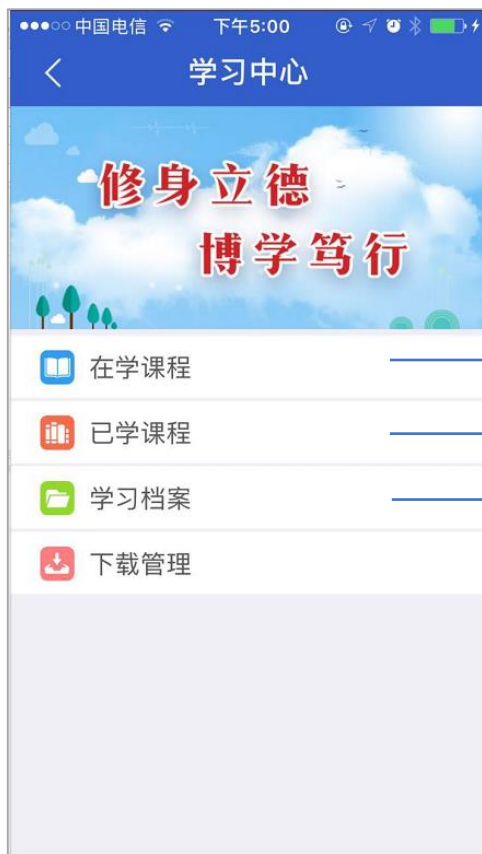 中国电信 下午5:00
学习中心
修身立德
博学笃行
在学课程
已学课程
学习档案
下载管理